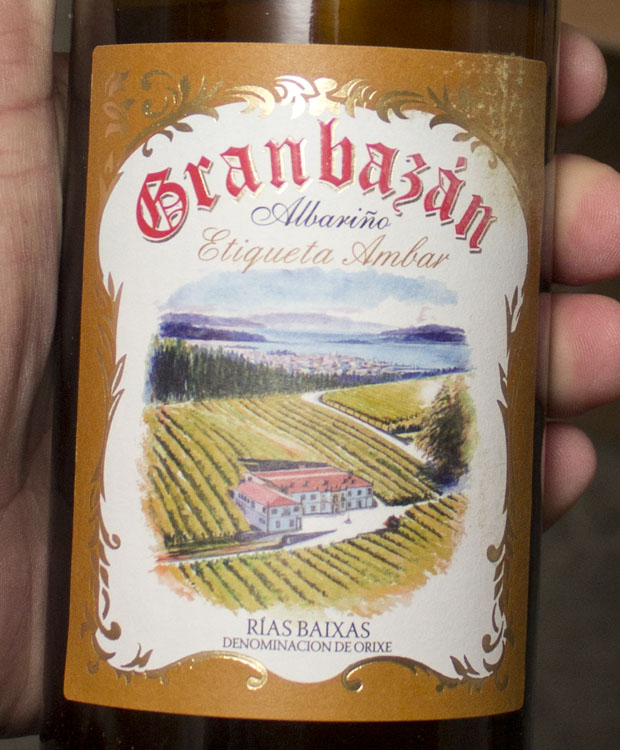 Granbazán
Albariño
Etiqueta Ambar
RÍAS BAIXAS
DENOMINACION DE ORIXE